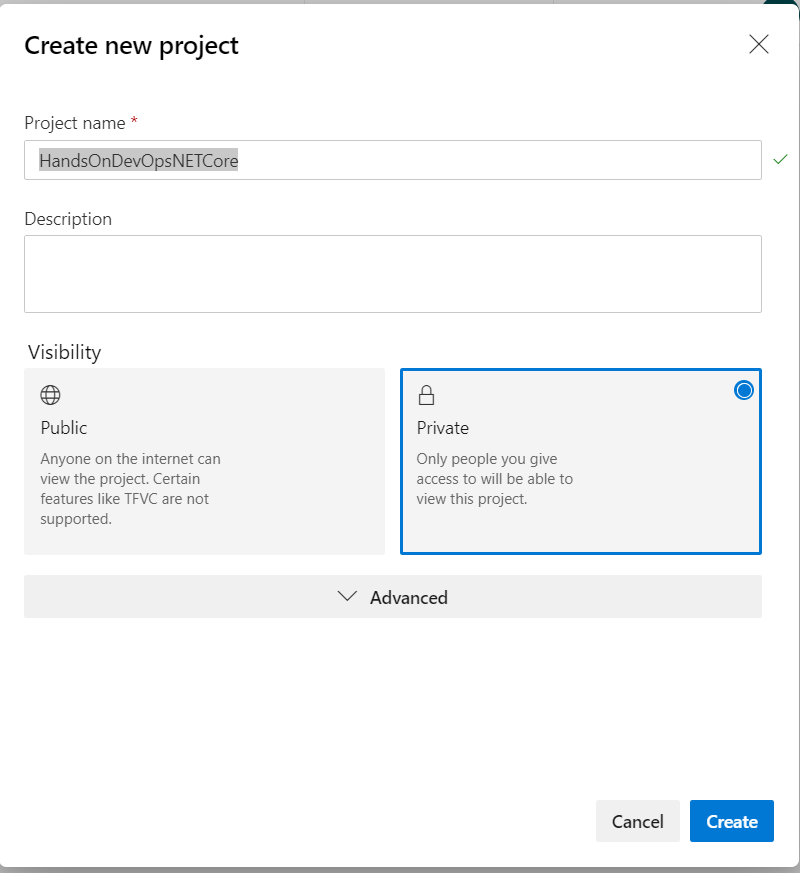 Create new project
Project name *
HandsOnDevOpsNETCore
Description
Visibility
Public
Anyone on the internet can
view the project. Certain
features like TFVC are not
supported.
Private
Only people you give
access to will be able to
view this project.
Advanced
Cancel
Create